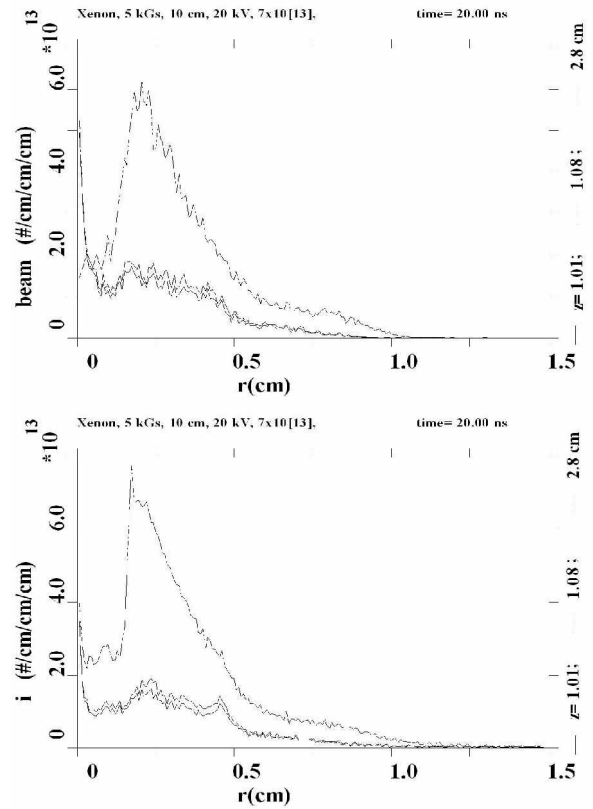 Xenon, 5 kGs, 10 cm, 20 kV, 7x10[13], time= 20.00 ns
*10 13
6.0
4.0
2.0
0
beam (#/cm/cm/cm)
0 0.5 1.0 1.5
r(cm)
z=1.01; 1.08; 2.8 cm
Xenon, 5 kGs, 10 cm, 20 kV, 7x10[13], time= 20.00 ns
*10 13
6.0
4.0
2.0
0
i (#/cm/cm/cm)
0 0.5 1.0 1.5
r(cm)
z=1.01; 1.08; 2.8 cm